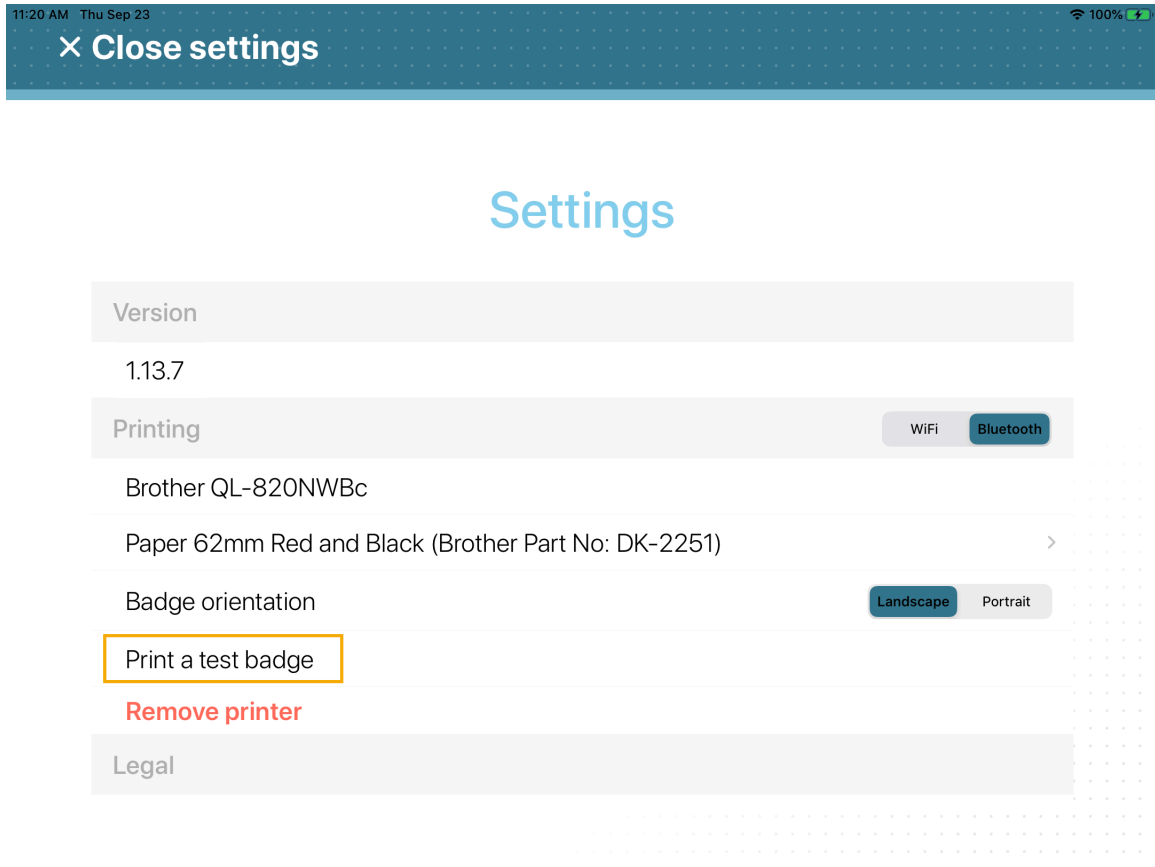 11:20 AM Thu Sep 23 100%
× Close settings
Settings
Version
1.13.7
Printing WiFi Bluetooth
Brother QL-820NWBc
Paper 62mm Red and Black (Brother Part No: DK-2251)
Badge orientation Landscape Portrait
Print a test badge
Remove printer
Legal